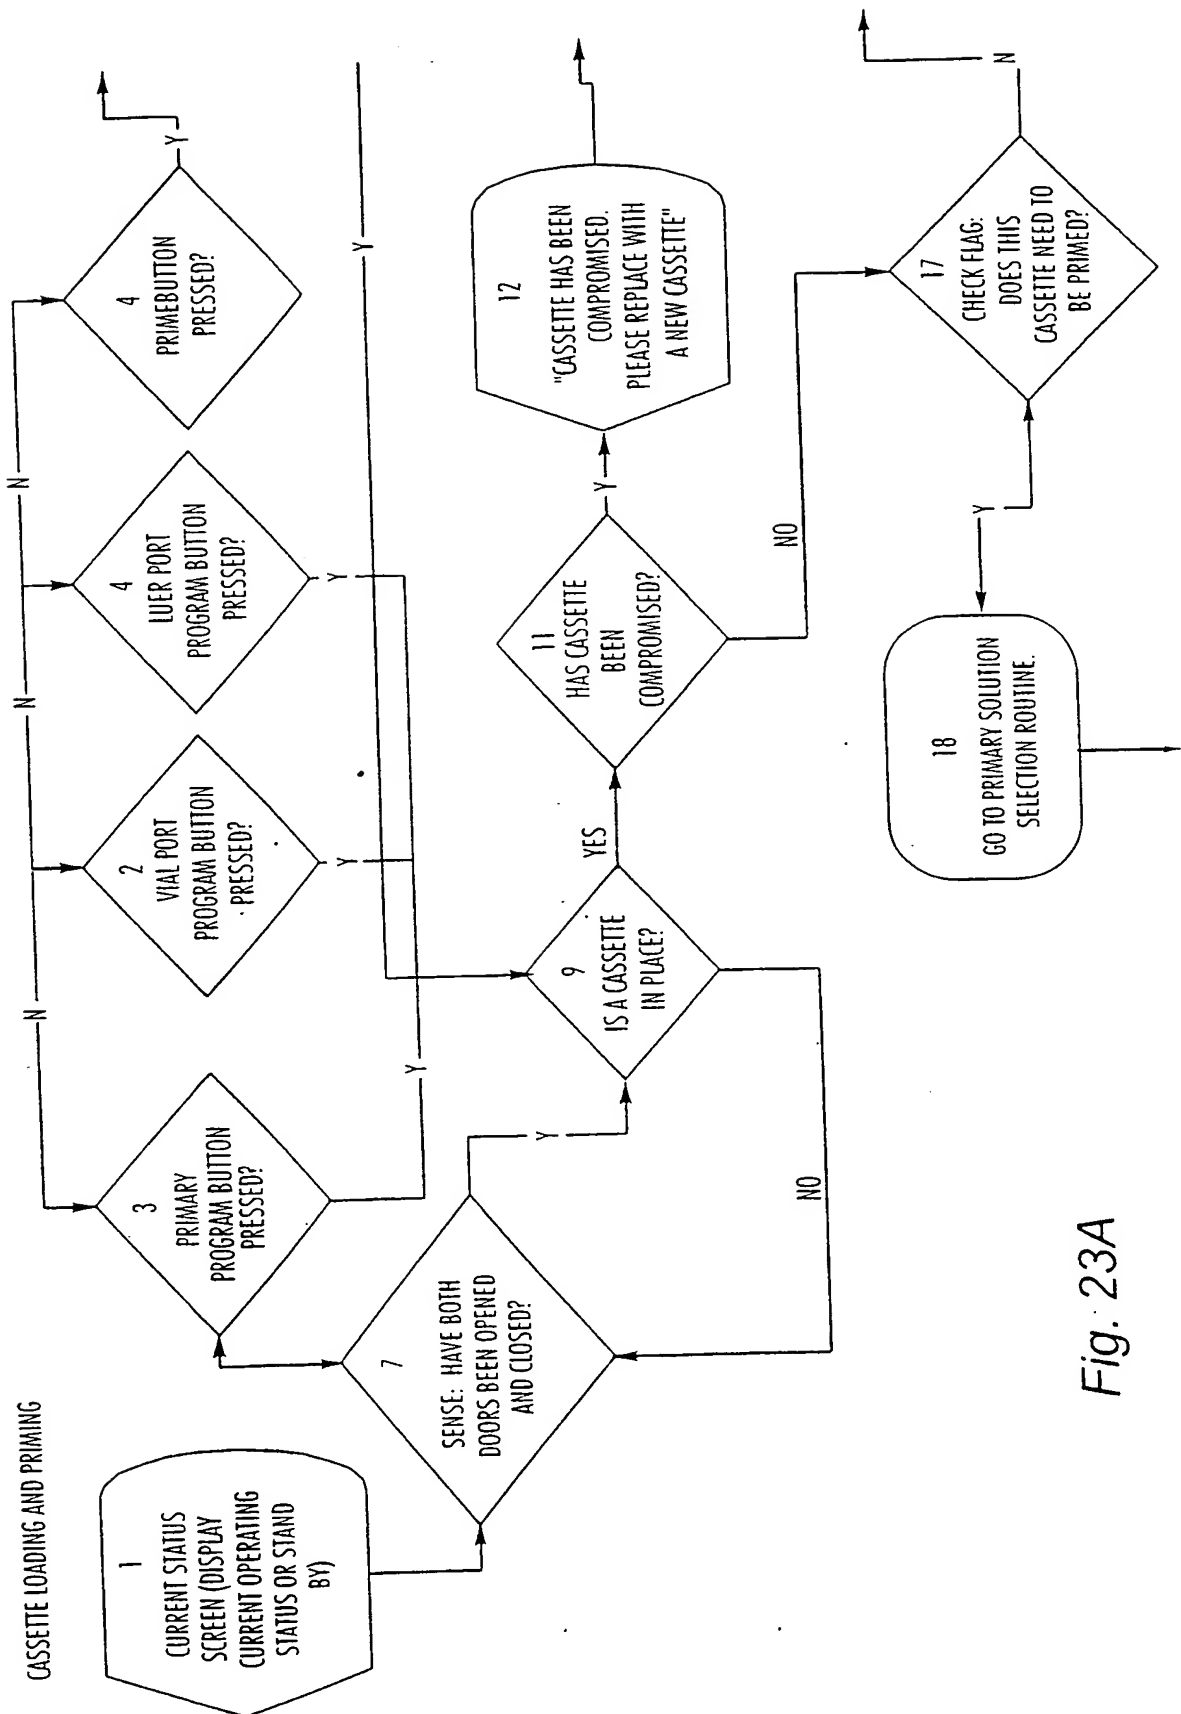 CASSETTE LOADING AND PRIMING
1
CURRENT STATUS
SCREEN (DISPLAY
CURRENT OPERATING
STATUS OR STAND
BY)
3
PRIMARY
PROGRAM BUTTON
PRESSED?
N
2
VIAL PORT
PROGRAM BUTTON
PRESSED?
N
4
LUER PORT
PROGRAM BUTTON
PRESSED?
N
4
PRIMEBUTTON
PRESSED?
Y
Y
Y
Y
Y
7
SENSE: HAVE BOTH
DOORS BEEN OPENED
AND CLOSED?
Y
NO
9
IS A CASSETTE
IN PLACE?
YES
11
HAS CASSETTE
BEEN
COMPROMISED?
Y
NO
12
"CASSETTE HAS BEEN
COMPROMISED.
PLEASE REPLACE WITH
A NEW CASSETTE"
17
CHECK FLAG:
DOES THIS
CASSETTE NEED TO
BE PRIMED?
N
Y
18
GO TO PRIMARY SOLUTION
SELECTION ROUTINE.
Fig. 23A